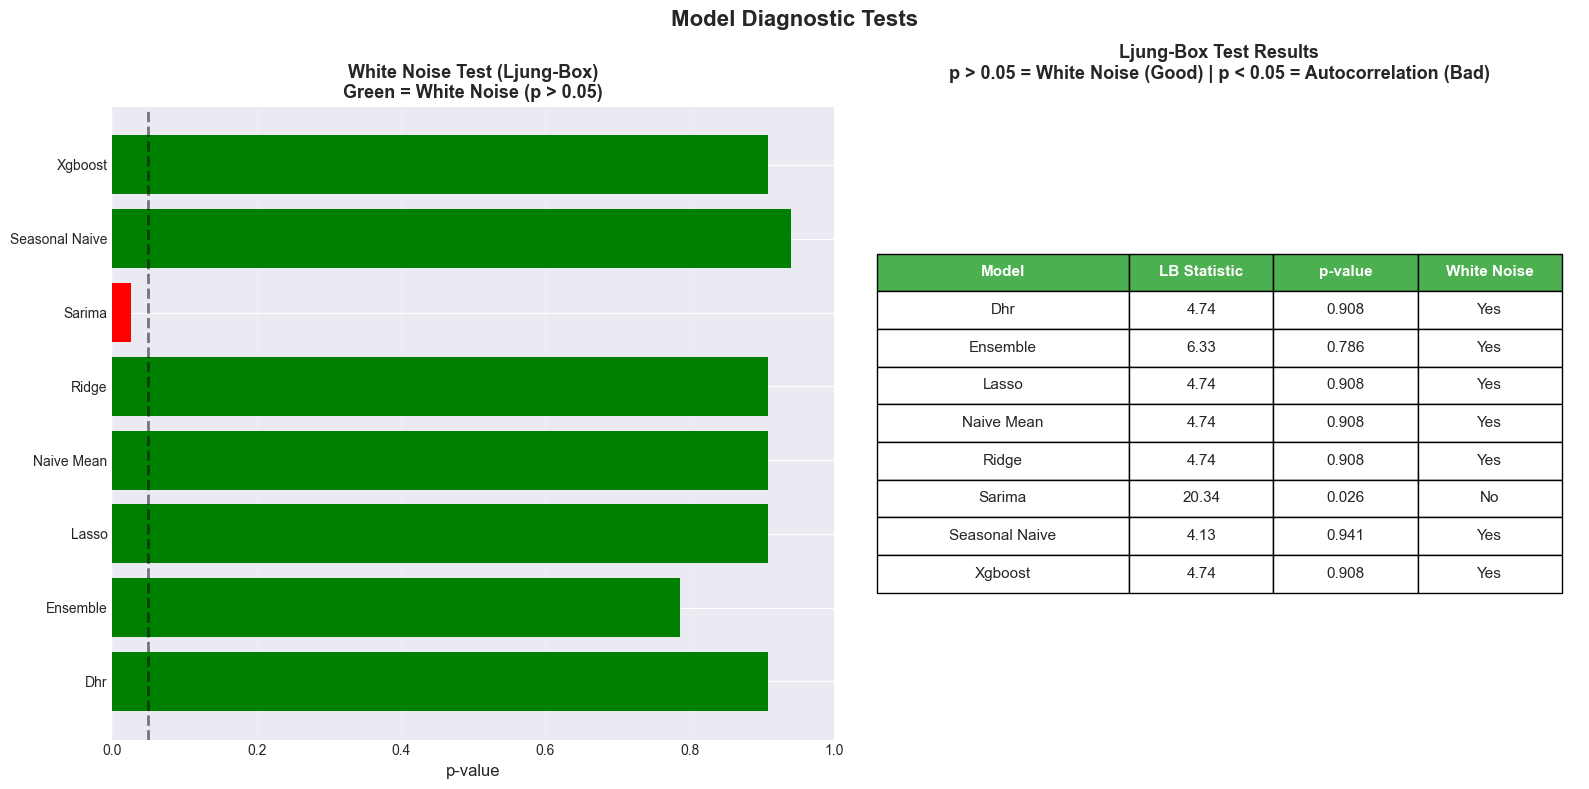 Model Diagnostic Tests
White Noise Test (Ljung-Box)
Green = White Noise (p > 0.05)
Xgboost
Seasonal Naive
Sarima
Ridge
Naive Mean
Lasso
Ensemble
Dhr
0.0 0.2 0.4 0.6 0.8 1.0
p-value
Ljung-Box Test Results
p > 0.05 = White Noise (Good) | p < 0.05 = Autocorrelation (Bad)
Model LB Statistic p-value White Noise
Dhr 4.74 0.908 Yes
Ensemble 6.33 0.786 Yes
Lasso 4.74 0.908 Yes
Naive Mean 4.74 0.908 Yes
Ridge 4.74 0.908 Yes
Sarima 20.34 0.026 No
Seasonal Naive 4.13 0.941 Yes
Xgboost 4.74 0.908 Yes